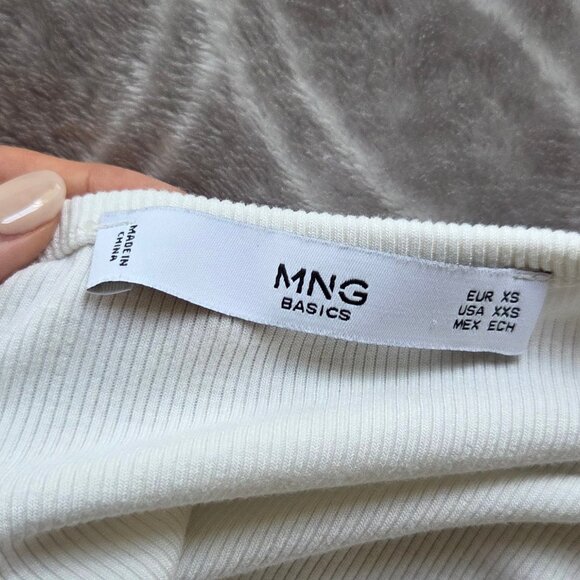 MADE IN
CHINA
MNG
BASICS
EUR XS
USA XXS
MEX ECH